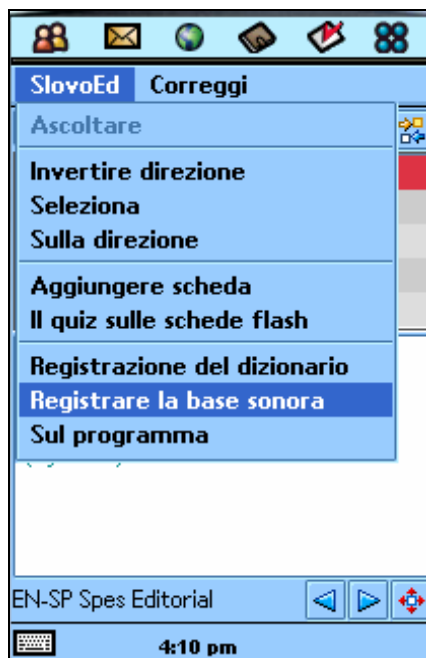 SlovoEd Correggi
Ascoltare
Invertire direzione
Seleziona
Sulla direzione
Aggiungere scheda
Il quiz sulle schede flash
Registrazione del dizionario
Registrare la base sonora
Sul programma
EN-SP Spes Editorial
4:10 pm